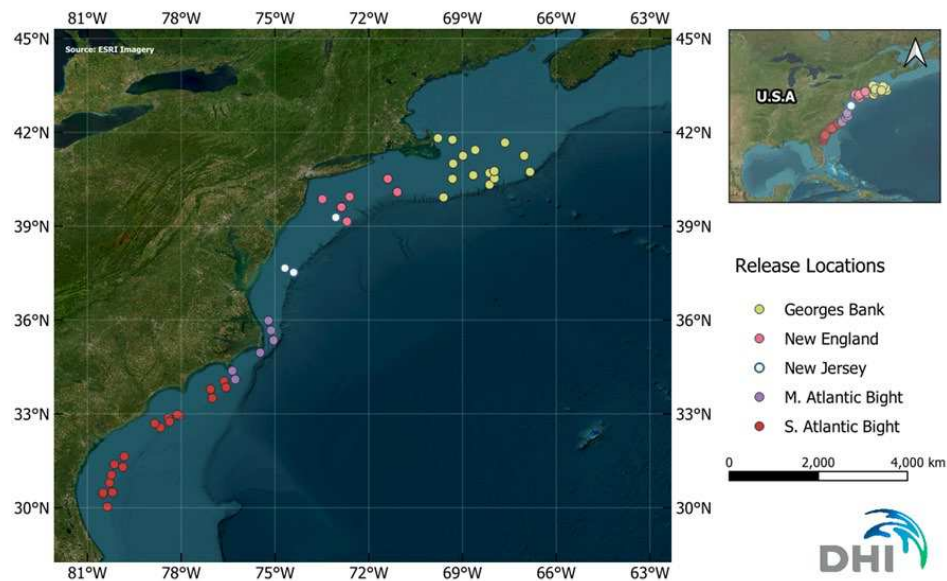 81°W 78°W 75°W 72°W 69°W 66°W 63°W
45°N 45°N
Source: ESRI Imagery
42°N 42°N
39°N 39°N
36°N 36°N
33°N 33°N
30°N 30°N
81°W 78°W 75°W 72°W 69°W 66°W 63°W
U.S.A
Release Locations
Georges Bank
New England
New Jersey
M. Atlantic Bight
S. Atlantic Bight
0 2,000 4,000 km
DHI